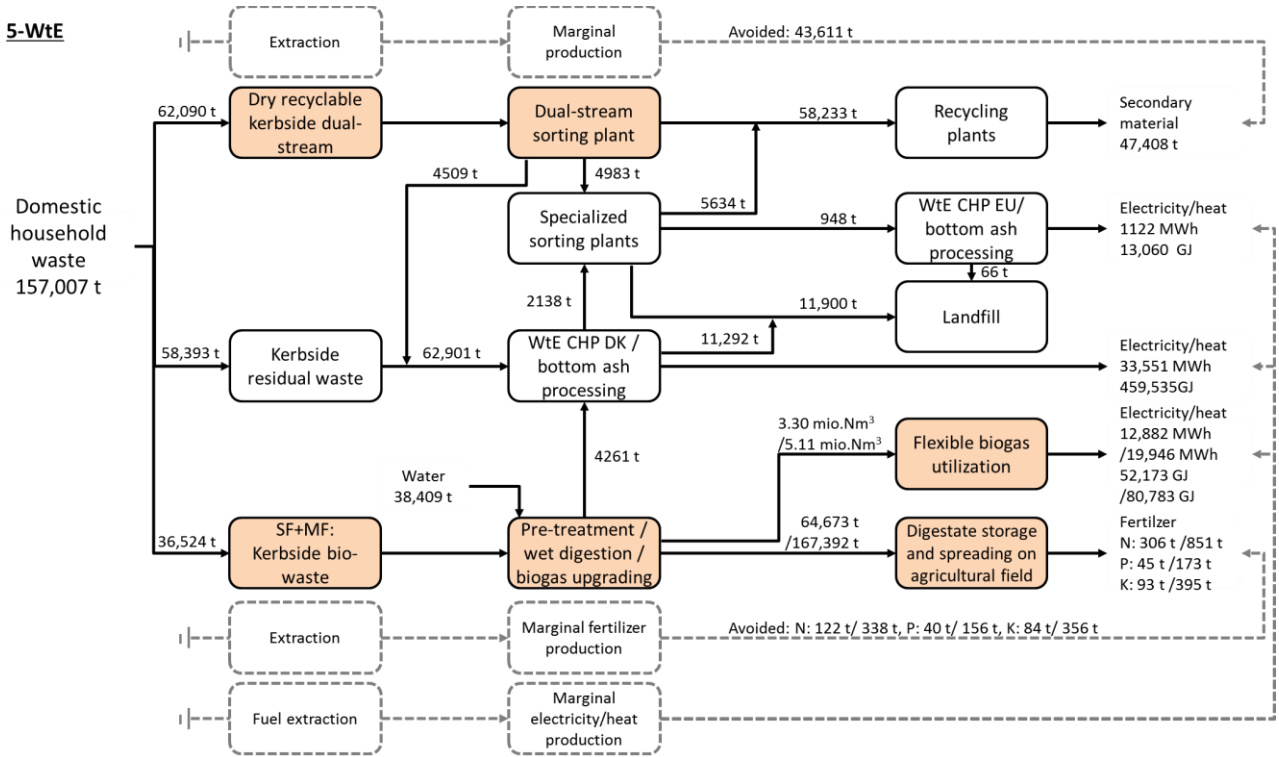 5-WtE
Extraction
Marginal
production
Avoided: 43,611 t
62,090 t
Dry recyclable
kerbside dual-
stream
Dual-stream
sorting plant
58,233 t
Recycling
plants
Secondary
material
47,408 t
4509 t
4983 t
5634 t
Domestic
household
waste
157,007 t
Specialized
sorting plants
948 t
WtE CHP EU/
bottom ash
processing
Electricity/heat
1122 MWh
13,060 GJ
66 t
2138 t
11,900 t
Landfill
58,393 t
Kerbside
residual waste
62,901 t
WtE CHP DK /
bottom ash
processing
11,292 t
Electricity/heat
33,551 MWh
459,535GJ
4261 t
3.30 mio.Nm³
/5.11 mio.Nm³
Flexible biogas
utilization
Electricity/heat
12,882 MWh
/19,946 MWh
52,173 GJ
/80,783 GJ
Water
38,409 t
36,524 t
SF+MF:
Kerbside bio-
waste
Pre-treatment /
wet digestion /
biogas upgrading
64,673 t
/167,392 t
Digestate storage
and spreading on
agricultural field
Fertilzer
N: 306 t /851 t
P: 45 t /173 t
K: 93 t /395 t
Extraction
Marginal fertilizer
production
Avoided: N: 122 t/ 338 t, P: 40 t/ 156 t, K: 84 t/ 356 t
Fuel extraction
Marginal
electricity/heat
production